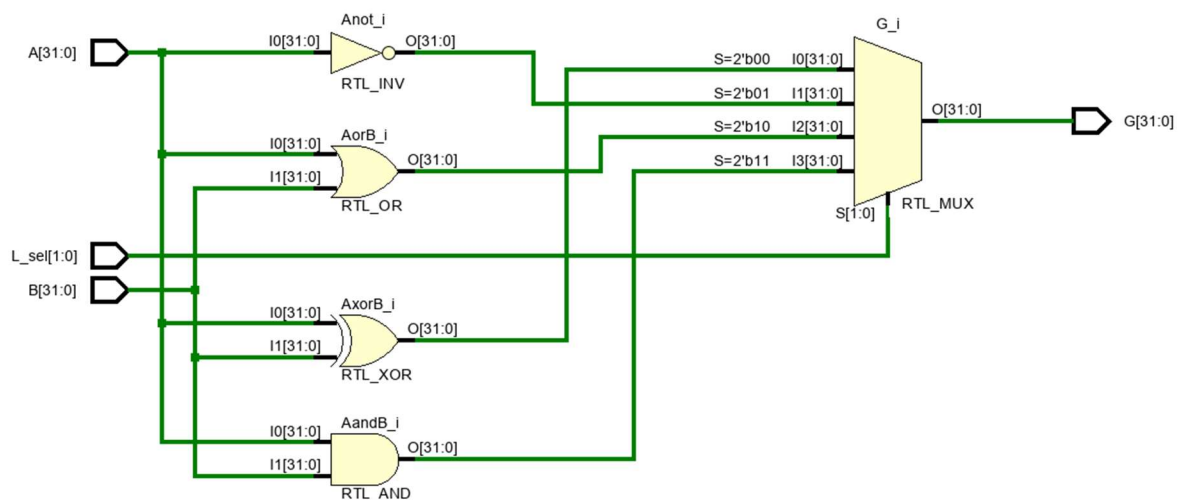 Anot_i
G_i
A[31:0]
I0[31:0]
O[31:0]
RTL_INV
S=2'b00
I0[31:0]
S=2'b01
I1[31:0]
O[31:0]
G[31:0]
S=2'b10
I2[31:0]
S=2'b11
I3[31:0]
S[1:0]
RTL_MUX
AorB_i
I0[31:0]
O[31:0]
I1[31:0]
RTL_OR
L_sel[1:0]
B[31:0]
AxorB_i
I0[31:0]
O[31:0]
I1[31:0]
RTL_XOR
AandB_i
I0[31:0]
O[31:0]
I1[31:0]
RTL_AND